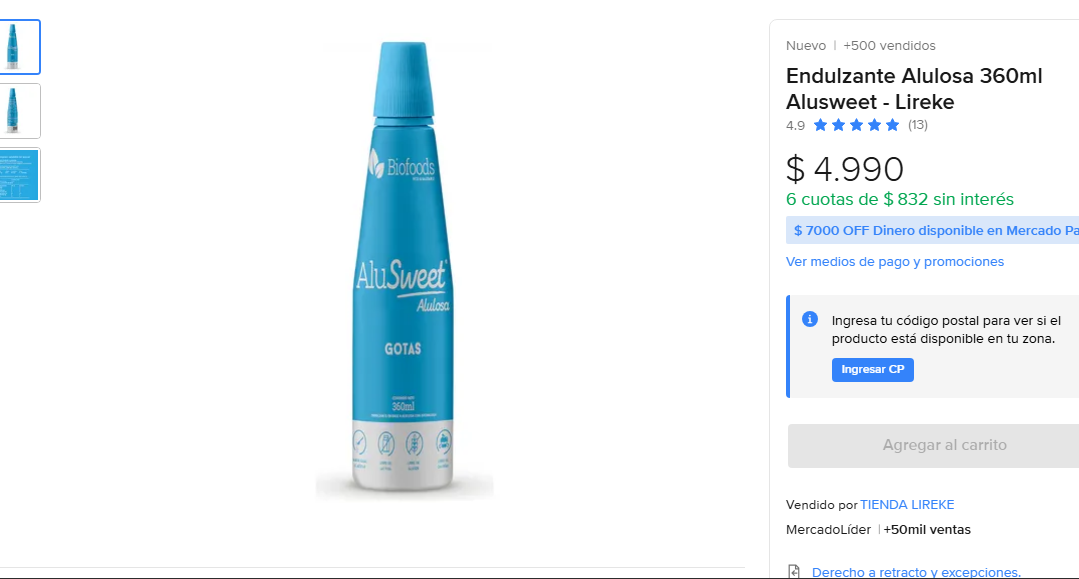 Nuevo | +500 vendidos
Endulzante Alulosa 360ml
Alusweet - Lireke
4.9 (13)
$ 4.990
6 cuotas de $ 832 sin interés
$ 7000 OFF Dinero disponible en Mercado Pa
Ver medios de pago y promociones
Ingresa tu código postal para ver si el
producto está disponible en tu zona.
Ingresar CP
Agregar al carrito
Vendido por TIENDA LIREKE
MercadoLíder | +50mil ventas
Derecho a retracto y excepciones.
Biofoods
AluSweet
Alulosa
GOTAS
360ml